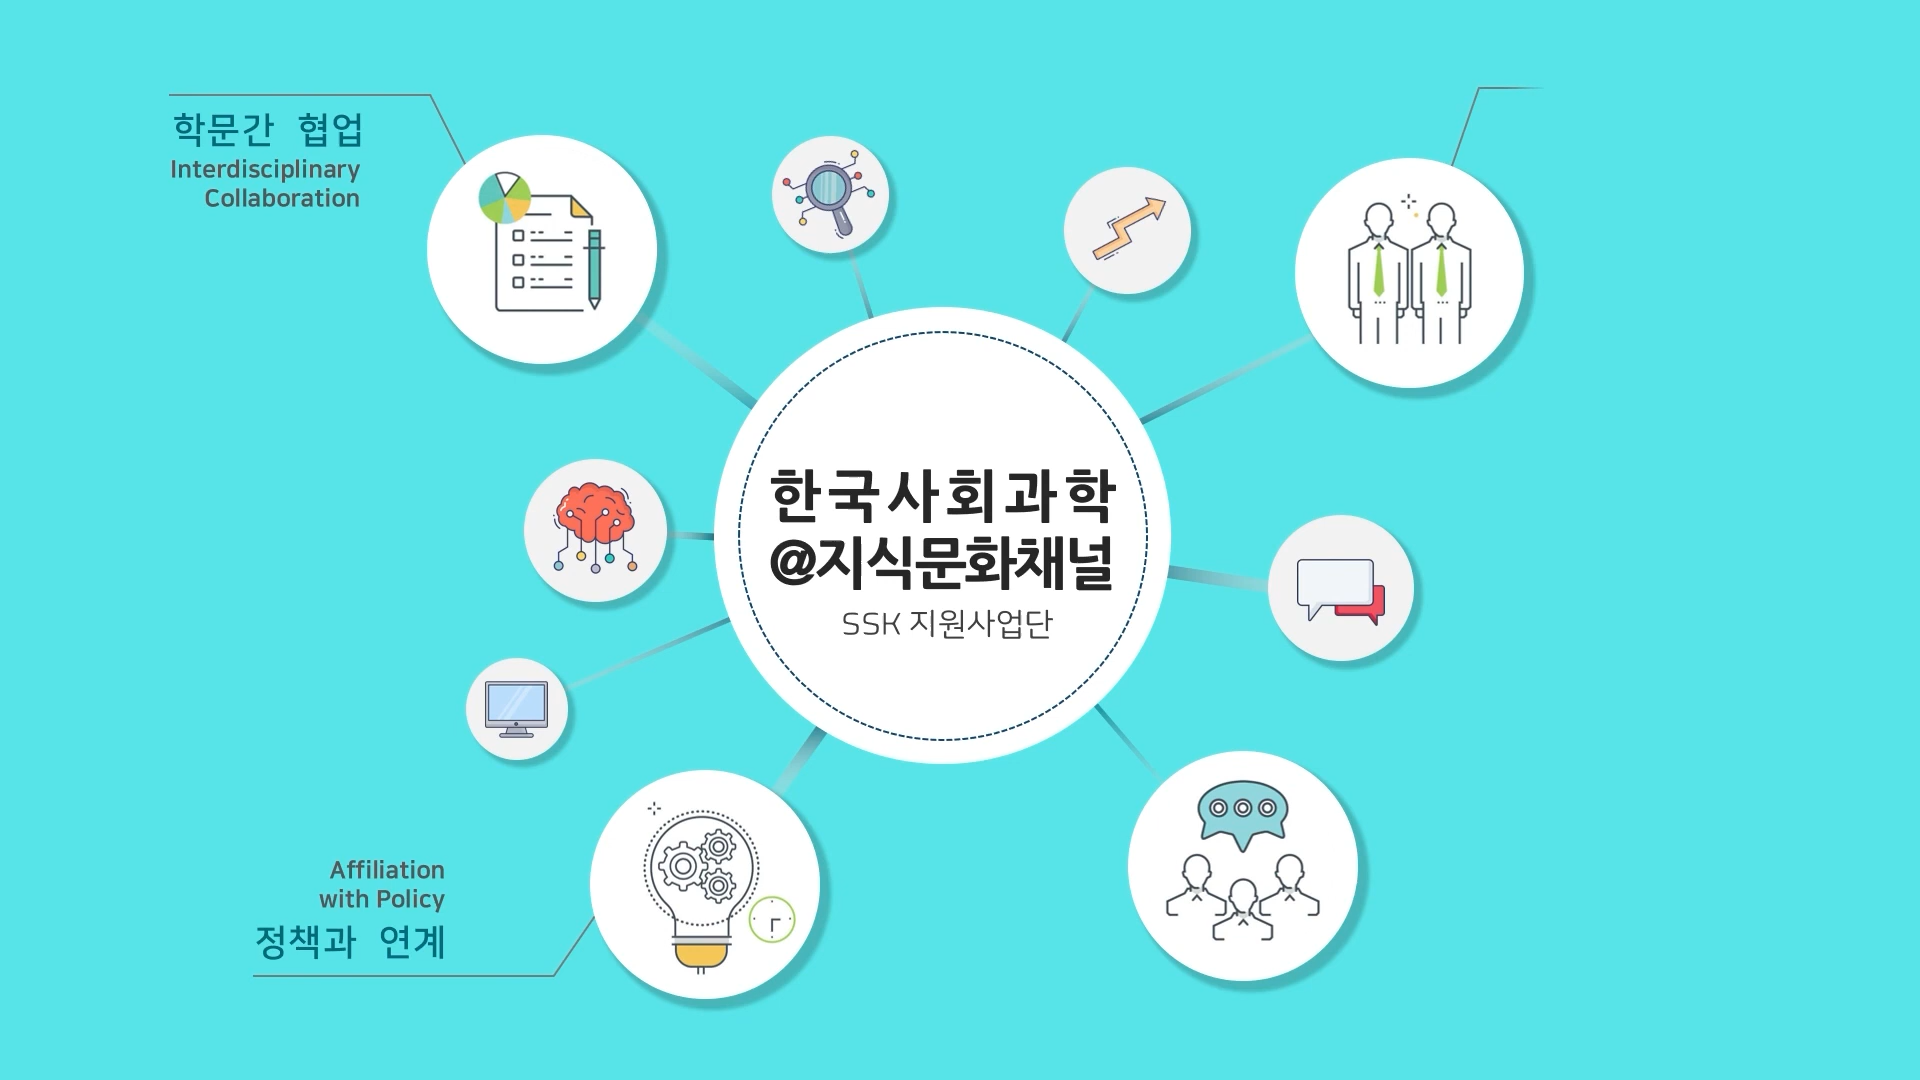 학문간 협업
Interdisciplinary
Collaboration
한국사회과학
@지식문화채널
SSK 지원사업단
Affiliation
with Policy
정책과 연계